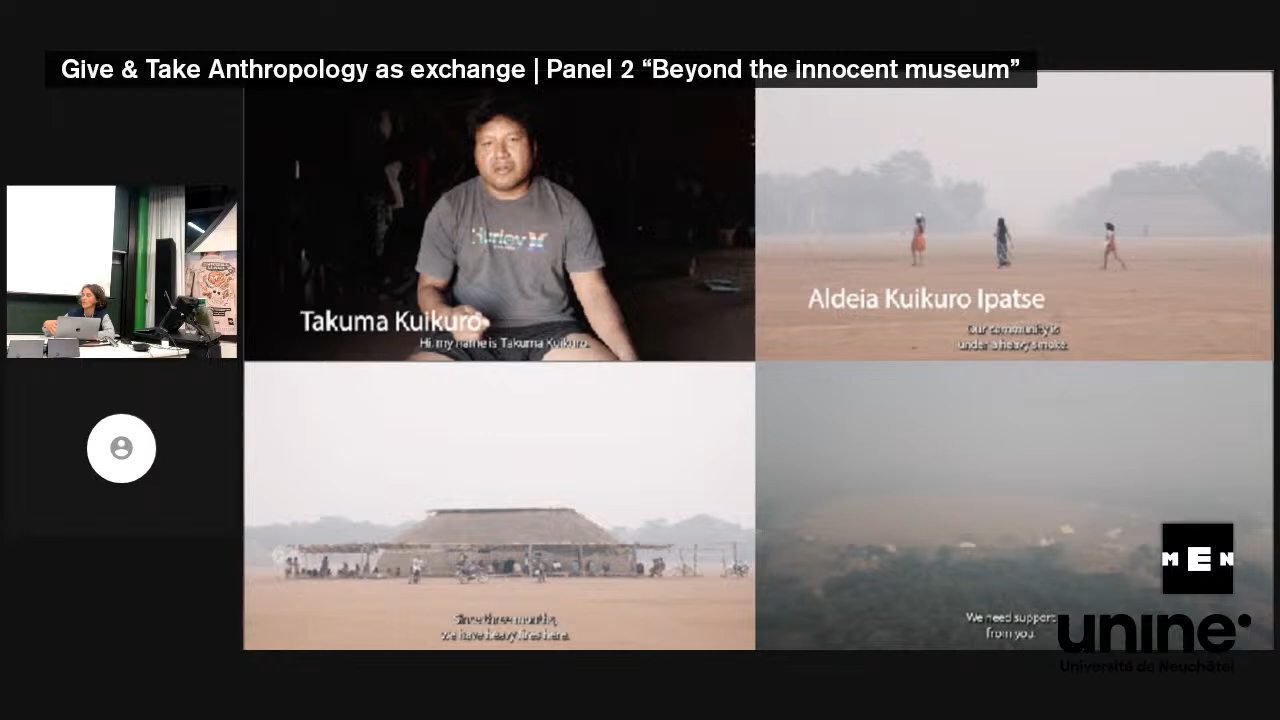 Give & Take Anthropology as exchange | Panel 2 “Beyond the innocent museum”
Hurley
Takuma Kuikuro
Hi, my name is Takuma Kuikuro.
Aldeia Kuikuro Ipatse
Our community is
under a heavy smoke.
Since three months,
we have heavy fires here.
We need support
from you.
MEN
unine
Université de Neuchâtel